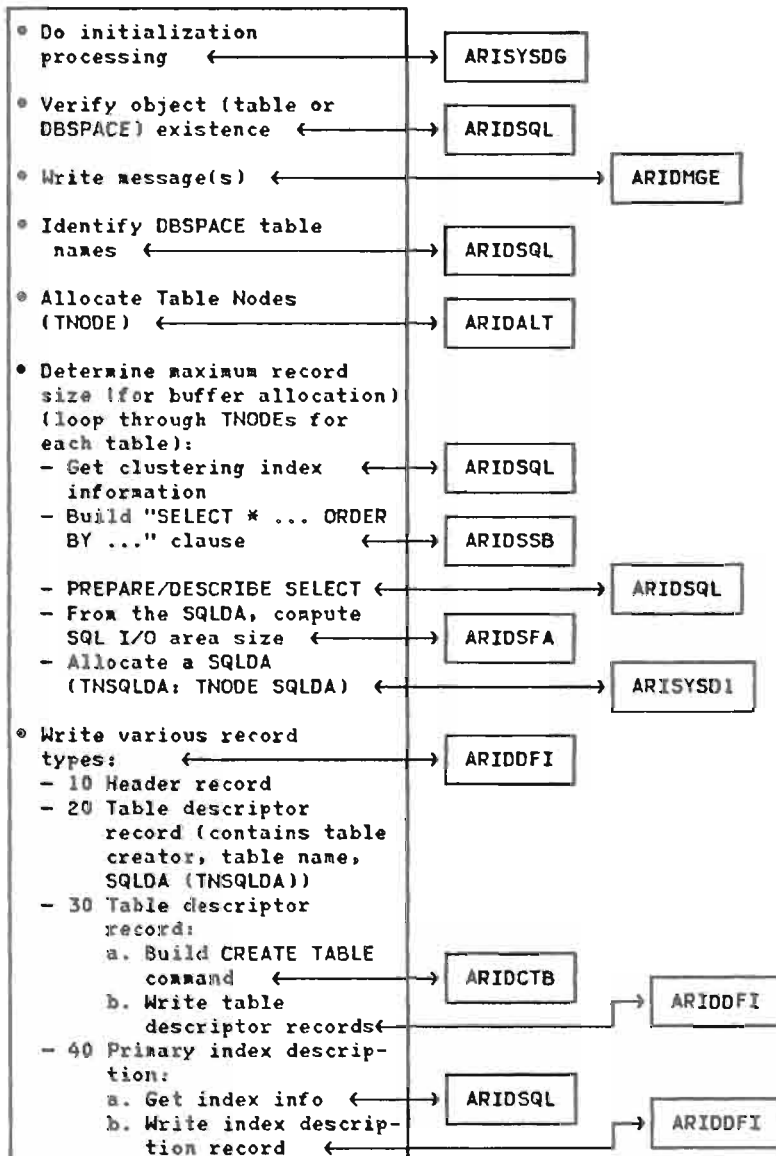 • Do initialization
processing ARISYSDG
• Verify object (table or
DBSPACE) existence ARIDSQL
• Write message(s) ARIDMGE
• Identify DBSPACE table
names ARIDSQL
• Allocate Table Nodes
(TNODE) ARIDALT
• Determine maximum record
size (for buffer allocation)
(loop through TNODEs for
each table):
- Get clustering index ARIDSQL
information
- Build "SELECT * ... ORDER
BY ..." clause ARIDSSB
- PREPARE/DESCRIBE SELECT ARIDSQL
- From the SQLDA, compute
SQL I/O area size ARIDSFA
- Allocate a SQLDA
(TNSQLDA: TNODE SQLDA) ARISYSD1
• Write various record
types: ARIDDFI
- 10 Header record
- 20 Table descriptor
record (contains table
creator, table name,
SQLDA (TNSQLDA))
- 30 Table descriptor
record:
a. Build CREATE TABLE
command ARIDCTB
b. Write table
descriptor records ARIDDFI
- 40 Primary index descrip-
tion:
a. Get index info ARIDSQL
b. Write index descrip-
tion record ARIDDFI